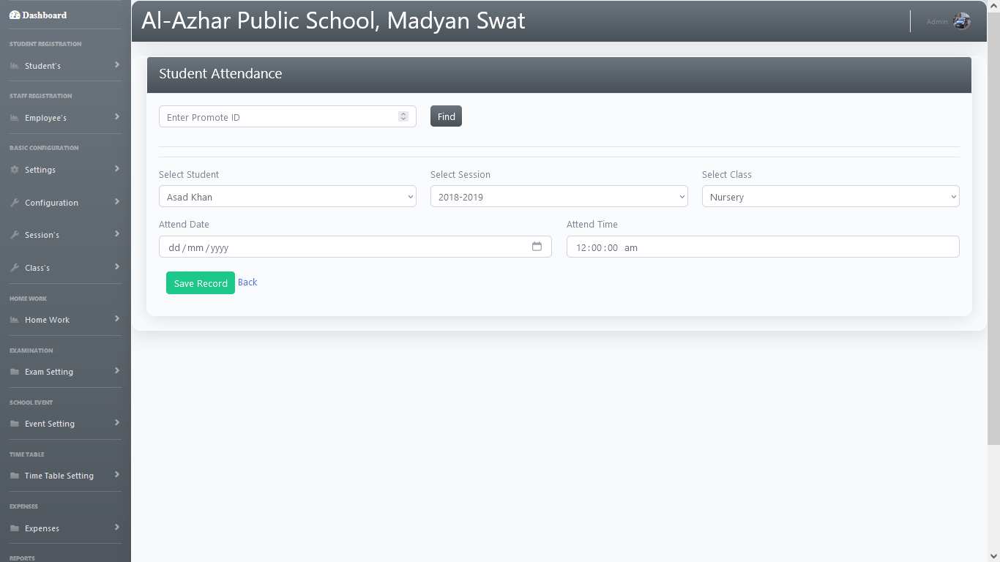 Dashboard
STUDENT REGISTRATION
Student's
STAFF REGISTRATION
Employee's
BASIC CONFIGURATION
Settings
Configuration
Session's
Class's
HOME WORK
Home Work
EXAMINATION
Exam Setting
SCHOOL EVENT
Event Setting
TIME TABLE
Time Table Setting
EXPENSES
Expenses
REPORTS
Al-Azhar Public School, Madyan Swat
Admin
Student Attendance
Enter Promote ID
Find
Select Student
Select Session
Select Class
Asad Khan
2018-2019
Nursery
Attend Date
Attend Time
dd/mm/yyyy
12:00:00 am
Save Record Back